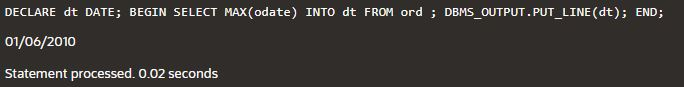 DECLARE dt DATE; BEGIN SELECT MAX(odate) INTO dt FROM ord ; DBMS_OUTPUT.PUT_LINE(dt); END;
01/06/2010
Statement processed. 0.02 seconds